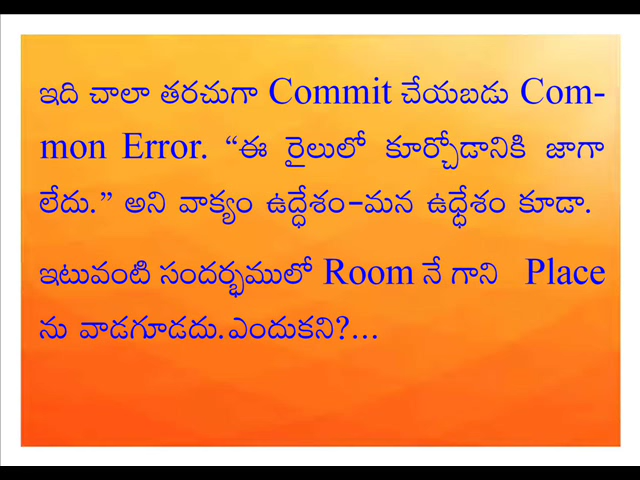 ఇది చాలా తరచుగా Commit చేయబడు Com-
mon Error. “ఈ రైలులో కూర్చోడానికి జాగా
లేదు.” అని వాక్యం ఉద్దేశం-మన ఉద్ధేశం కూడా.
ఇటువంటి సందర్భములో Room నే గాని Place
ను వాడగూడదు.ఎందుకని?...